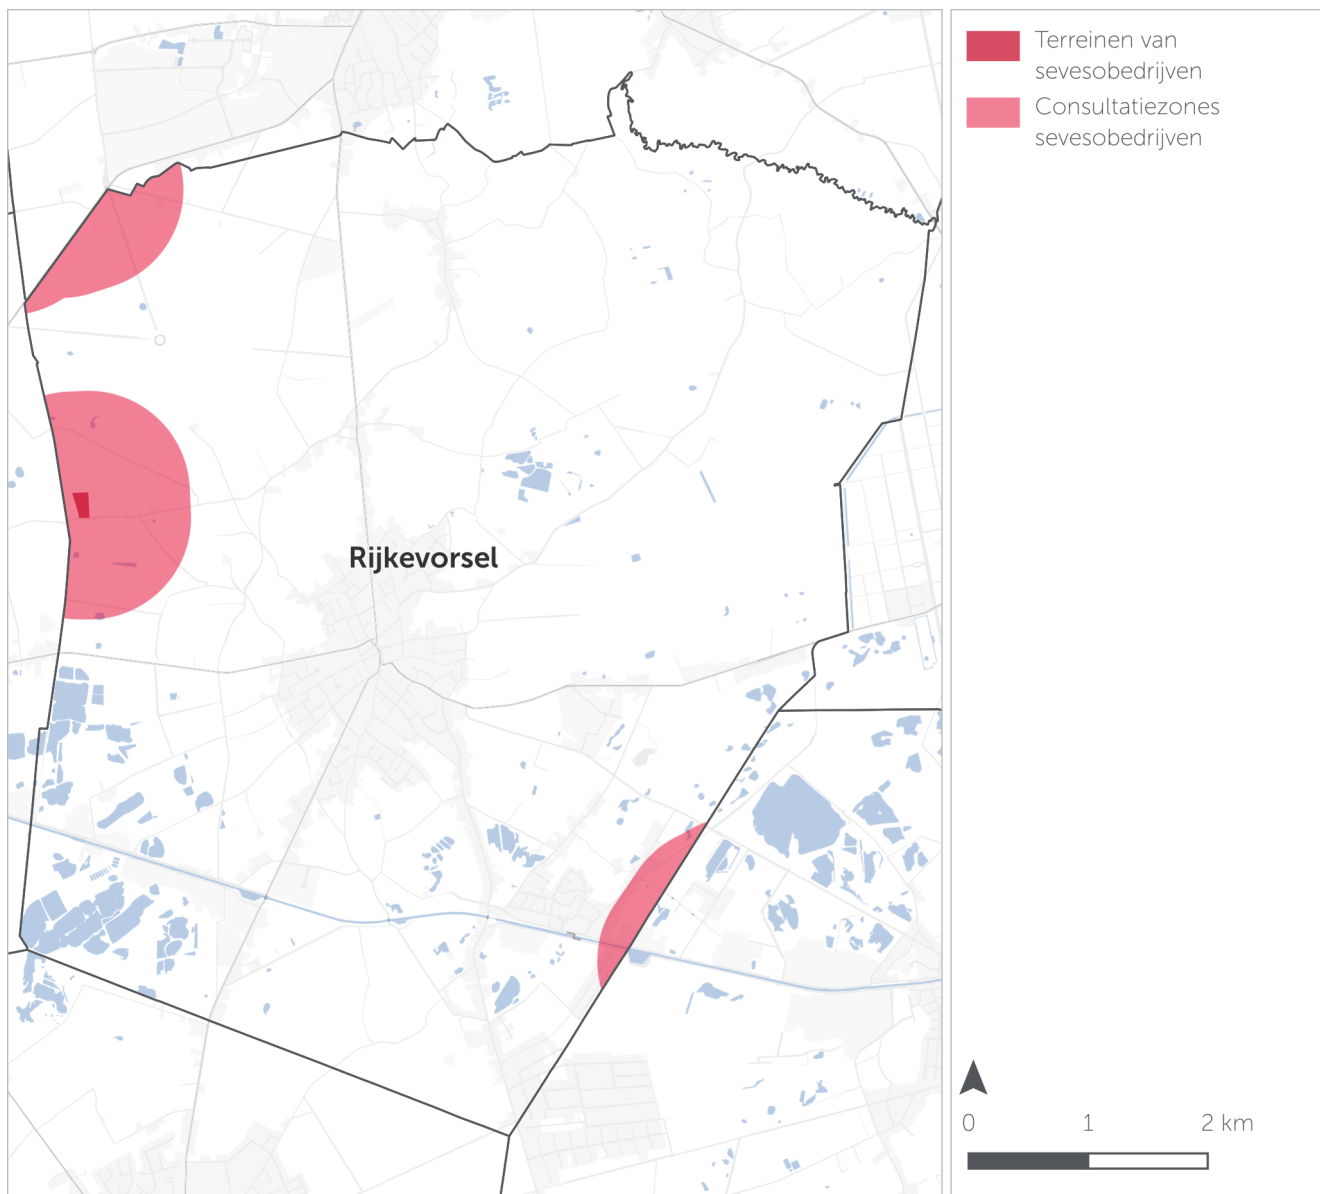 Terreinen van
sevesobedrijven
Consultatiezones
sevesobedrijven
Rijkevorsel
0 1 2 km